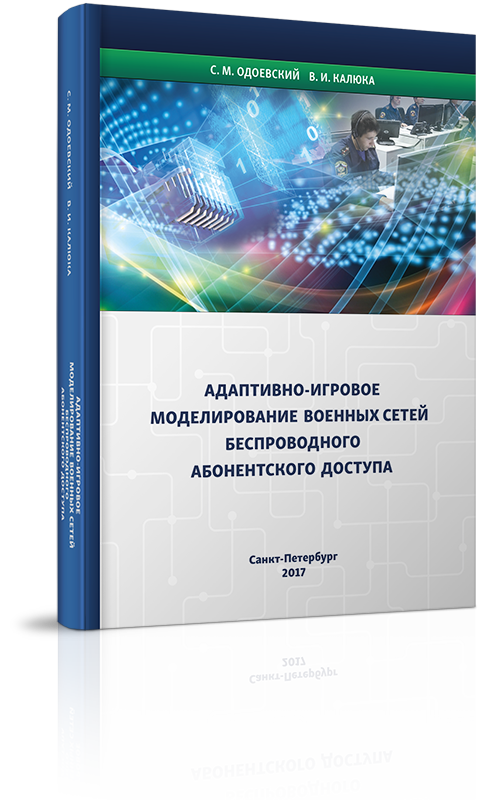 С. М. ОДОЕВСКИЙ В. И. КАЛЮКА
АДАПТИВНО-ИГРОВОЕ
МОДЕЛИРОВАНИЕ ВОЕННЫХ СЕТЕЙ
БЕСПРОВОДНОГО
АБОНЕНТСКОГО ДОСТУПА
Санкт-Петербург
2017
С. М. ОДОЕВСКИЙ В. И. КАЛЮКА
АДАПТИВНО-ИГРОВОЕ
МОДЕЛИРОВАНИЕ ВОЕННЫХ СЕТЕЙ
БЕСПРОВОДНОГО
АБОНЕНТСКОГО ДОСТУПА